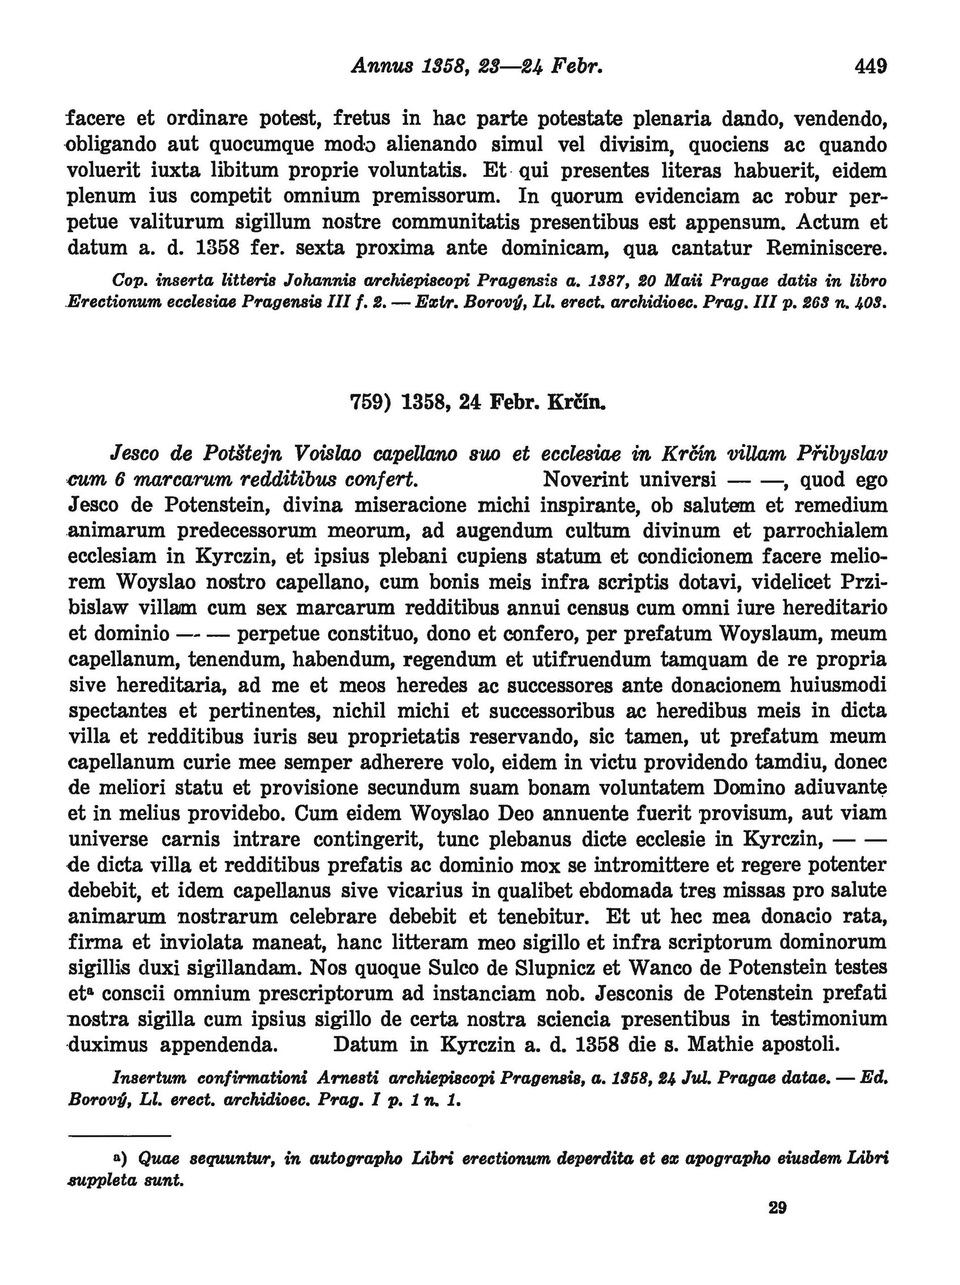 Annus 1358, 23—24 Febr. 449
facere et ordinare potest, fretus in hac parte potestate plenaria dando, vendendo,
obligando aut quocumque modo alienando simul vel divisim, quociens ac quando
voluerit iuxta libitum proprie voluntatis. Et qui presentes literas habuerit, eidem
plenum ius competit omnium premissorum. In quorum evidenciam ac robur per-
petue valiturum sigillum nostre communitatis presentibus est appensum. Actum et
datum a. d. 1358 fer. sexta proxima ante dominicam, qua cantatur Reminiscere.
Cop. inserta litteris Johannis archiepiscopi Pragensis a. 1387, 20 Maii Pragae datis in libro
Erectionum ecclesiae Pragensis III f. 2. — Extr. Borový, Ll. erect. archidioec. Prag. III p. 263 n. 403.
759) 1358, 24 Febr. Krčín.
Jesco de Potštejn Voislao capellano suo et ecclesiae in Krčín villam Přibyslav
cum 6 marcarum redditibus confert. Noverint universi — —, quod ego
Jesco de Potenstein, divina miseracione michi inspirante, ob salutem et remedium
animarum predecessorum meorum, ad augendum cultum divinum et parrochialem
ecclesiam in Kyrczin, et ipsius plebani cupiens statum et condicionem facere melio-
rem Woyslao nostro capellano, cum bonis meis infra scriptis dotavi, videlicet Przi-
bislaw villam cum sex marcarum redditibus annui census cum omni iure hereditario
et dominio — — perpetue constituo, dono et confero, per prefatum Woyslaum, meum
capellanum, tenendum, habendum, regendum et utifruendum tamquam de re propria
sive hereditaria, ad me et meos heredes ac successores ante donacionem huiusmodi
spectantes et pertinentes, nichil michi et successoribus ac heredibus meis in dicta
villa et redditibus iuris seu proprietatis reservando, sic tamen, ut prefatum meum
capellanum curie mee semper adherere volo, eidem in victu providendo tamdiu, donec
de meliori statu et provisione secundum suam bonam voluntatem Domino adiuvante
et in melius providebo. Cum eidem Woyslao Deo annuente fuerit provisum, aut viam
universe carnis intrare contingerit, tunc plebanus dicte ecclesie in Kyrczin, — —
de dicta villa et redditibus prefatis ac dominio mox se intromittere et regere potenter
debebit, et idem capellanus sive vicarius in qualibet ebdomada tres missas pro salute
animarum nostrarum celebrare debebit et tenebitur. Et ut hec mea donacio rata,
firma et inviolata maneat, hanc litteram meo sigillo et infra scriptorum dominorum
sigillis duxi sigillandam. Nos quoque Sulco de Slupnicz et Wanco de Potenstein testes
etᵃ conscii omnium prescriptorum ad instanciam nob. Jesconis de Potenstein prefati
nostra sigilla cum ipsius sigillo de certa nostra sciencia presentibus in testimonium
duximus appendenda. Datum in Kyrczin a. d. 1358 die s. Mathie apostoli.
Insertum confirmationi Arnesti archiepiscopi Pragensis, a. 1358, 24 Jul. Pragae datae. — Ed.
Borový, Ll. erect. archidioec. Prag. I p. 1 n. 1.
ᵃ) Quae sequuntur, in autographo Libri erectionum deperdita et ex apographo eiusdem Libri
suppleta sunt.
29